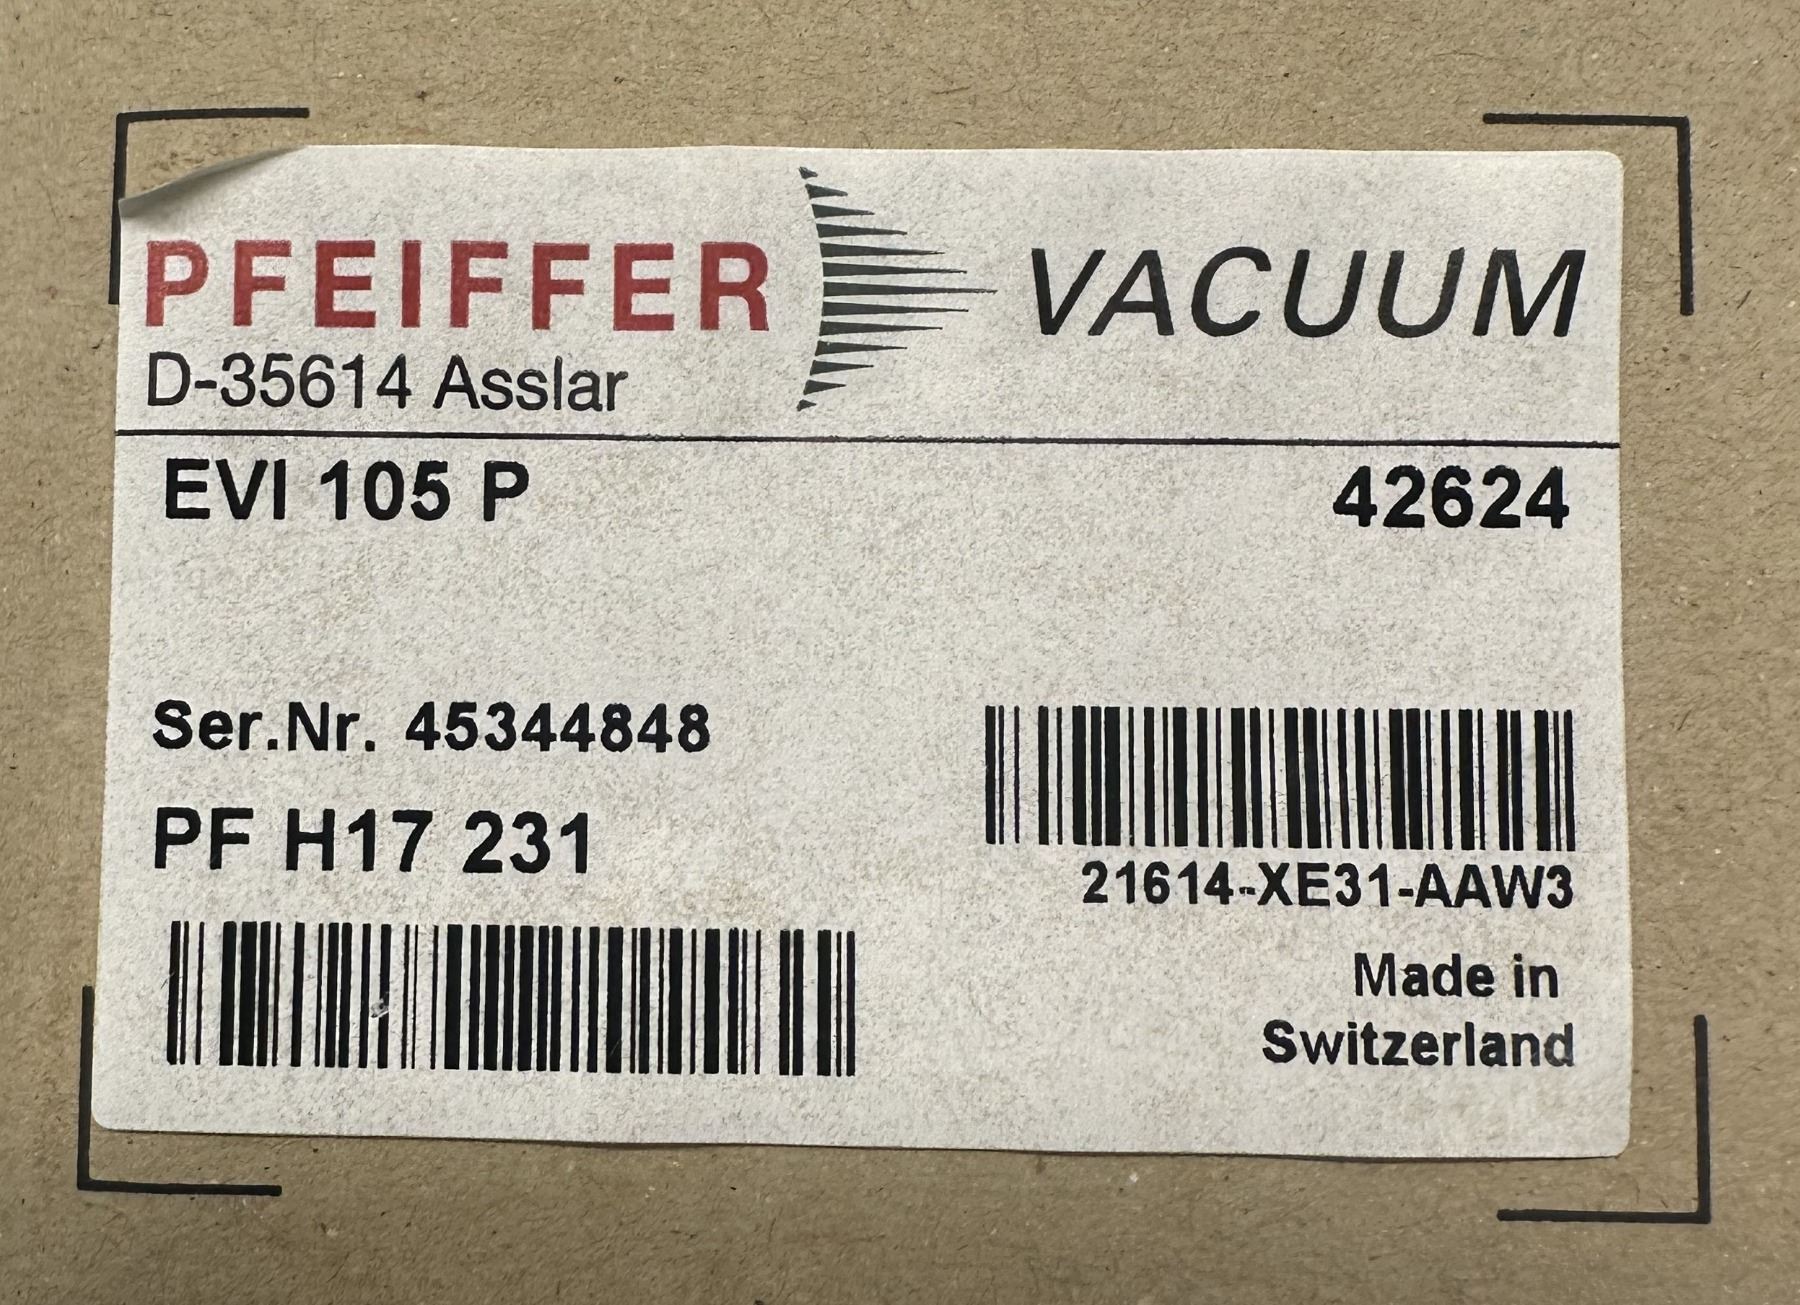 PFEIFFER VACUUM
D-35614 Asslar
EVI 105 P 42624
Ser.Nr. 45344848
PF H17 231
21614-XE31-AAW3
Made in
Switzerland